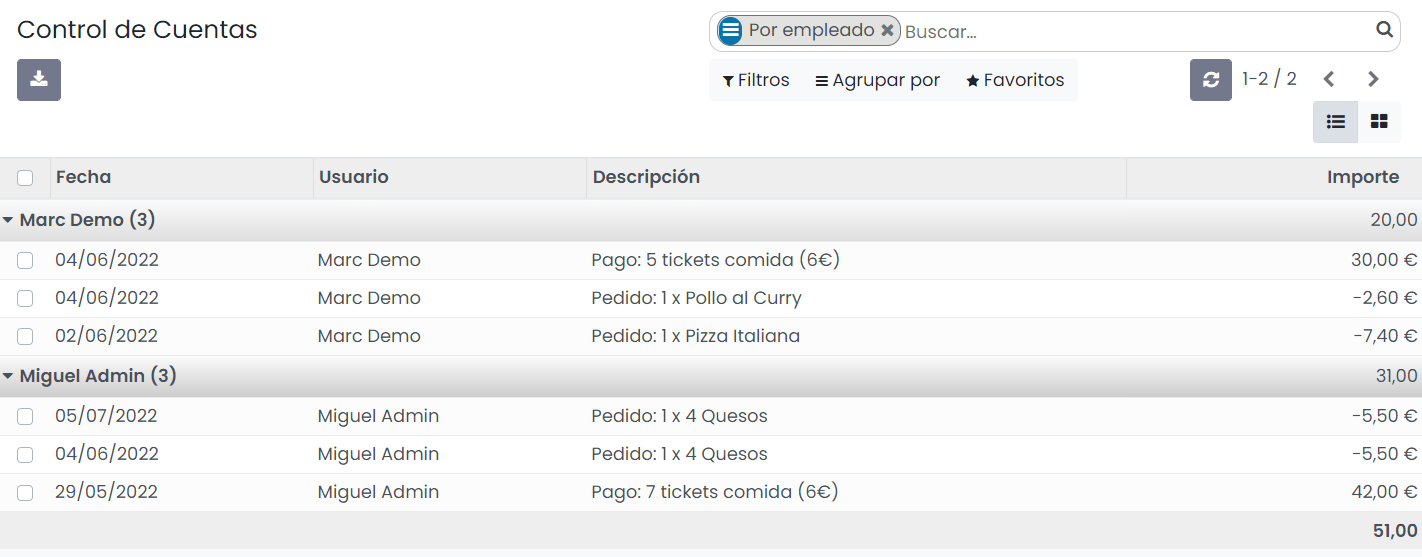 Control de Cuentas
Por empleado Buscar...
Filtros Agrupar por Favoritos 1-2 / 2
Fecha Usuario Descripción Importe
Marc Demo (3) 20,00
04/06/2022 Marc Demo Pago: 5 tickets comida (6€) 30,00 €
04/06/2022 Marc Demo Pedido: 1 x Pollo al Curry -2,60 €
02/06/2022 Marc Demo Pedido: 1 x Pizza Italiana -7,40 €
Miguel Admin (3) 31,00
05/07/2022 Miguel Admin Pedido: 1 x 4 Quesos -5,50 €
04/06/2022 Miguel Admin Pedido: 1 x 4 Quesos -5,50 €
29/05/2022 Miguel Admin Pago: 7 tickets comida (6€) 42,00 €
51,00